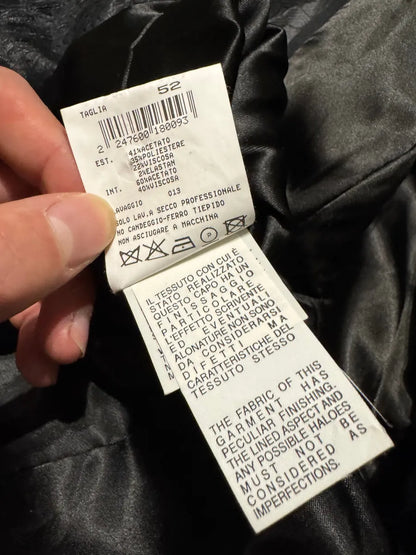 TAGLIA 52
2 247600 180093
EST. 41%ACETATO
35%POLIESTERE
22%VISCOSA
2%ELASTAM
INT. 60%ACETATO
40%VISCOSA
LAVAGGIO 013
SOLO LAV.A SECCO PROFESSIONALE
NO CANDEGGIO-FERRO TIEPIDO
NON ASCIUGARE A MACCHINA
P
IL TESSUTO CON CUI È
STATO REALIZZATO
QUESTO CAPO HA UN
FINISSAGGIO
PARTICOLARE
L'EFFETTO SCRIVENTE
ED EVENTUALI
ALONATURE NON SONO
DA CONSIDERARSI
DIFETTI MA
CARATTERISTICHE DEL
TESSUTO STESSO
THE FABRIC OF THIS
GARMENT HAS
PECULIAR FINISHING.
THE LINED ASPECT AND
ANY POSSIBLE HALOES
MUST NOT BE
CONSIDERED AS
IMPERFECTIONS.